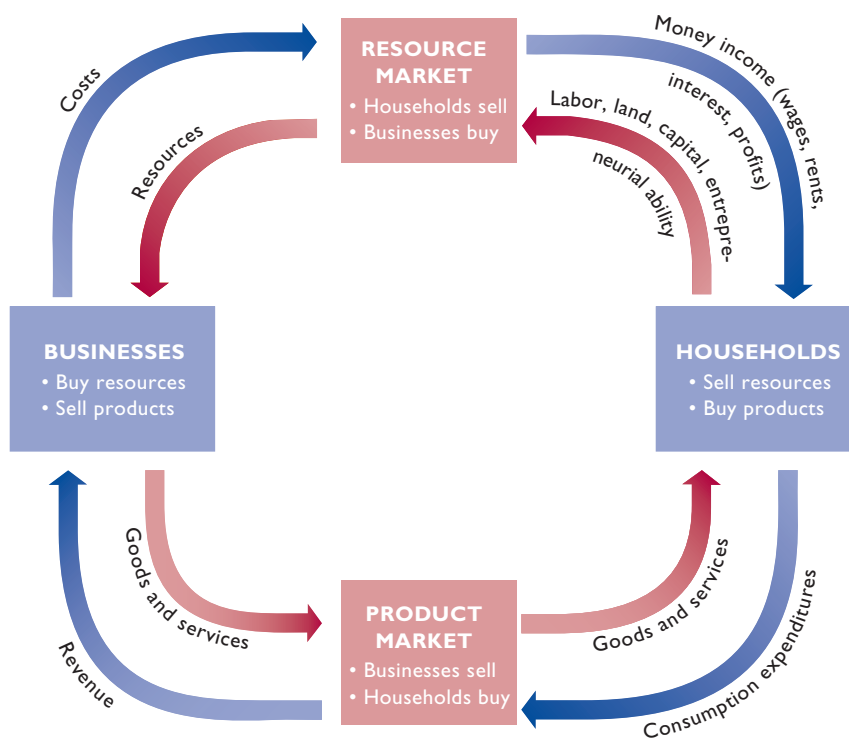 RESOURCE
MARKET
• Households sell
• Businesses buy
Costs
Resources
Money income (wages, rents,
interest, profits)
Labor, land, capital, entrepre-
neurial ability
BUSINESSES
• Buy resources
• Sell products
HOUSEHOLDS
• Sell resources
• Buy products
Goods and services
Revenue
PRODUCT
MARKET
• Businesses sell
• Households buy
Goods and services
Consumption expenditures